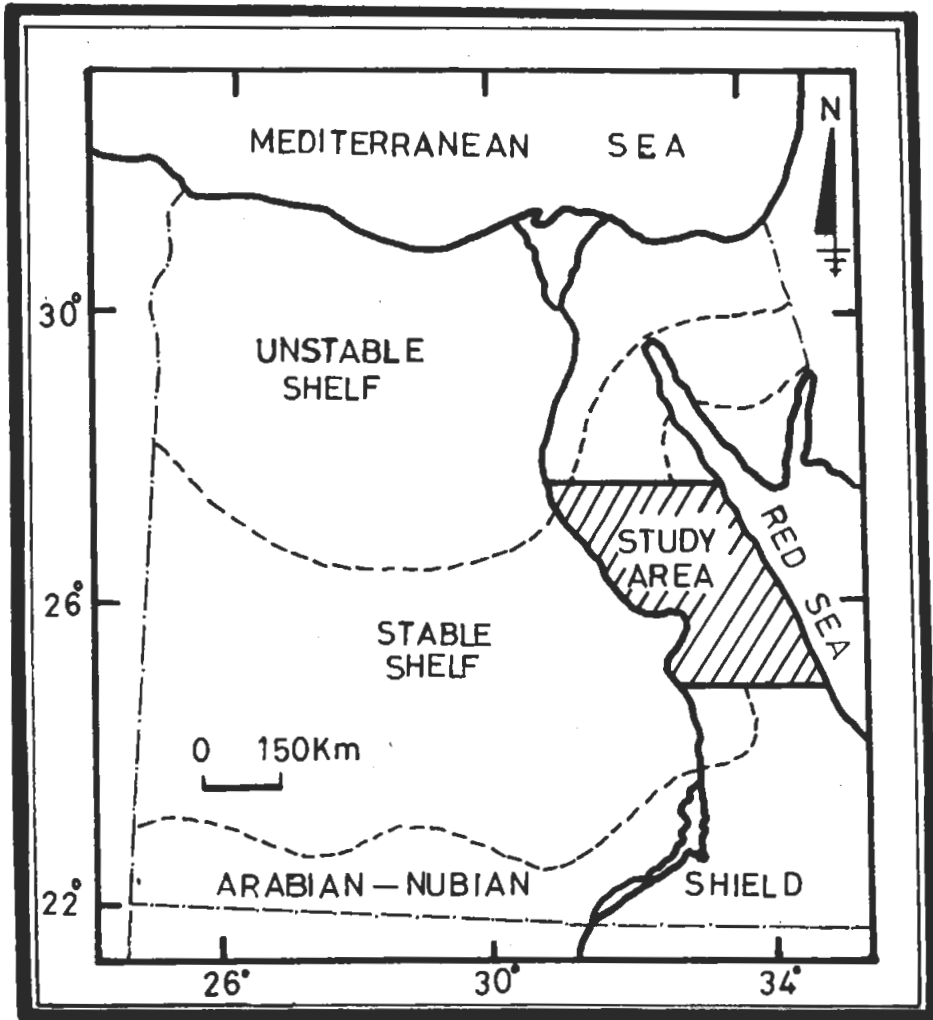 MEDITERRANEAN SEA
N
30°
UNSTABLE
SHELF
RED SEA
STUDY
AREA
26°
STABLE
SHELF
0 150Km
22°
ARABIAN-NUBIAN SHIELD
26° 30° 34°